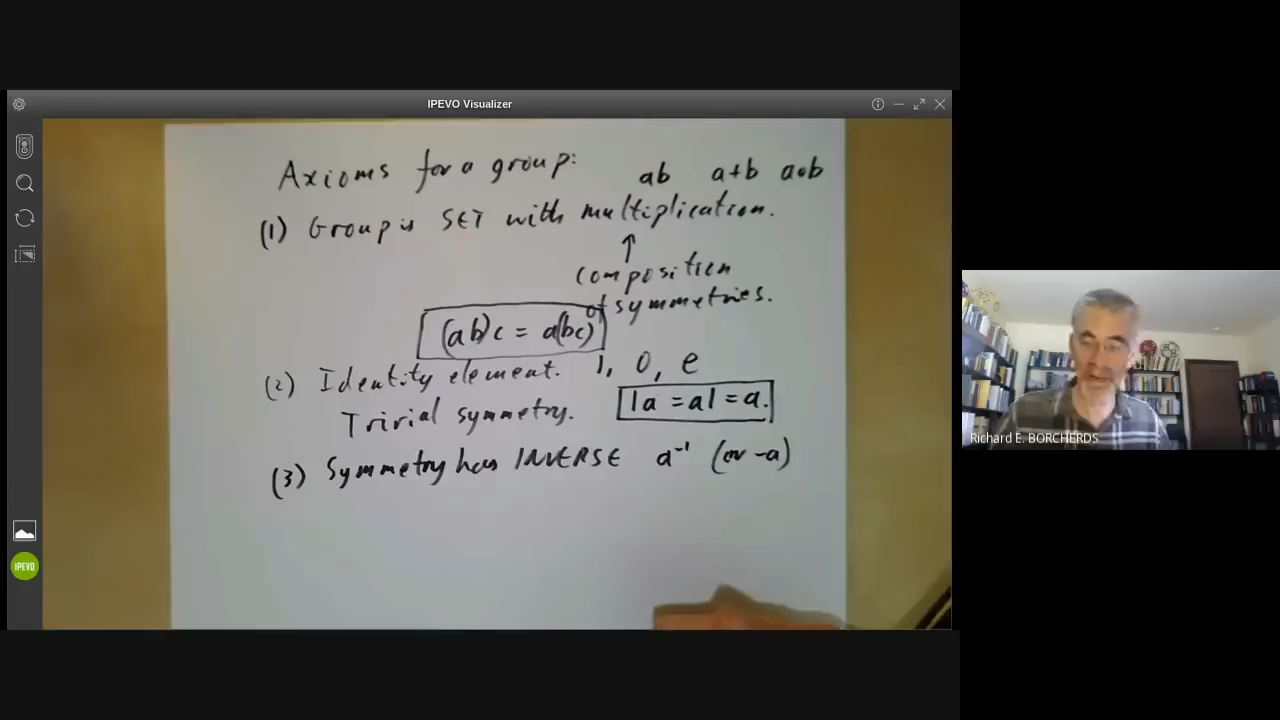 IPEVO Visualizer
Axioms for a group:
ab a+b a∘b
(1) Group is SET with multiplication.
↑
composition
of symmetries.
(ab)c = a(bc)
(2) Identity element. 1, 0, e
Trivial symmetry. 1a = a1 = a.
(3) Symmetry has INVERSE a⁻¹ (or -a)
Richard E. BORCHERDS
IPEVO